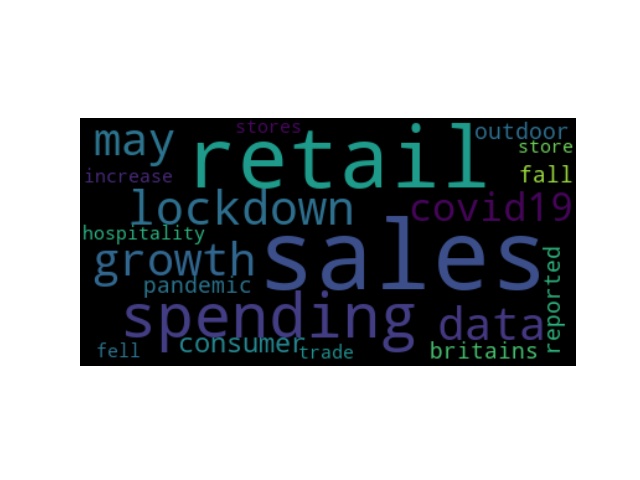 stores
may
retail
outdoor
store
increase
fall
lockdown
covid19
hospitality
sales
growth
reported
pandemic
spending
data
consumer
trade
fell
britains